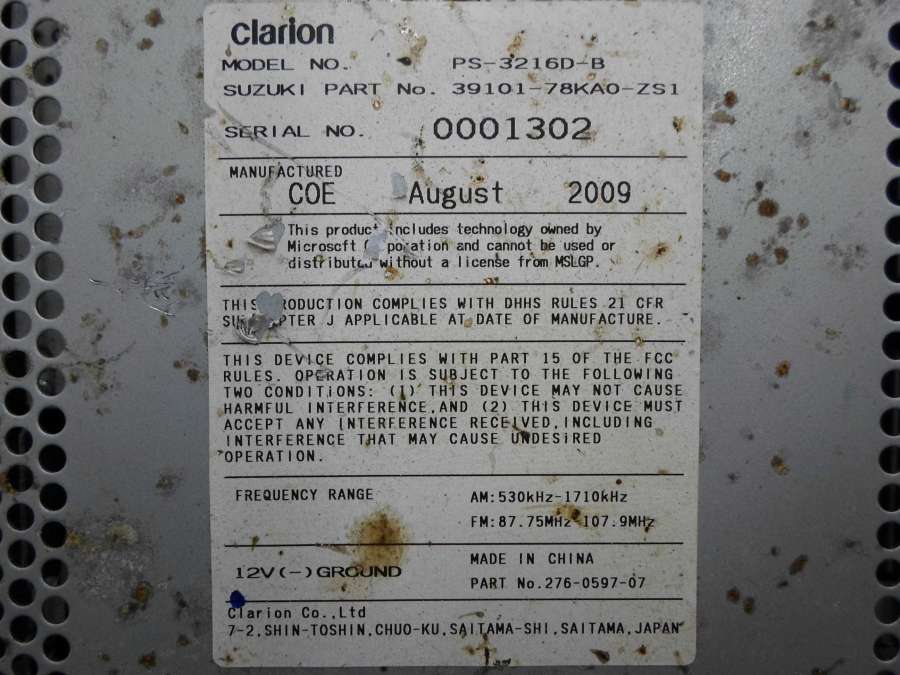 clarion
MODEL NO. PS-3216D-B
SUZUKI PART No. 39101-78KA0-ZS1
SERIAL NO. 0001302
MANUFACTURED
COE August 2009
This product includes technology owned by
Microsoft and cannot be used or
distributed without a license from MSLGP.
THIS PRODUCTION COMPLIES WITH DHHS RULES 21 CFR
J APPLICABLE AT DATE OF MANUFACTURE.
THIS DEVICE COMPLIES WITH PART 15 OF THE FCC
RULES. OPERATION IS SUBJECT TO THE FOLLOWING
TWO CONDITIONS: (1) THIS DEVICE MAY NOT CAUSE
HARMFUL INTERFERENCE,AND (2) THIS DEVICE MUST
ACCEPT ANY INTERFERENCE RECEIVED,INCLUDING
INTERFERENCE THAT MAY CAUSE UNDESIRED
OPERATION.
FREQUENCY RANGE AM:530kHz-1710kHz
FM:87.75MHz-107.9MHz
12V(-)GROUND MADE IN CHINA
PART No.276-0597-07
Clarion Co.,Ltd
7-2,SHIN-TOSHIN,CHUO-KU,SAITAMA-SHI,SAITAMA,JAPAN